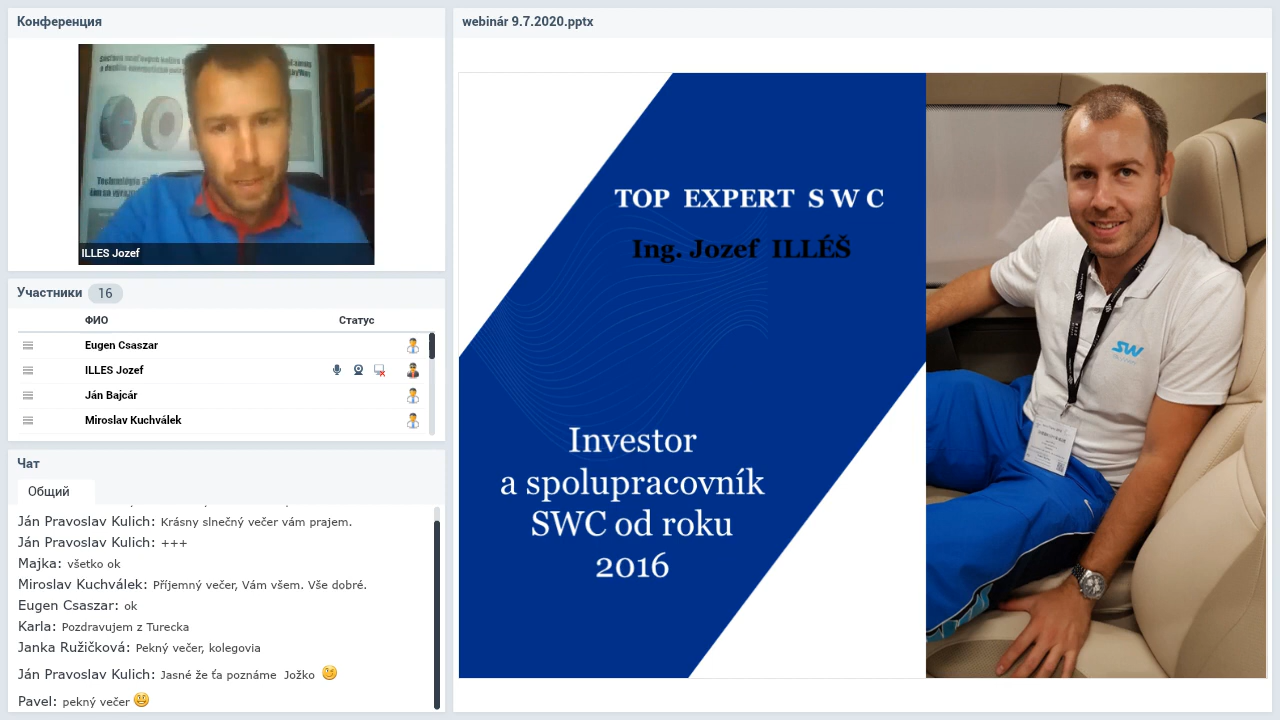 Конференция
ILLES Jozef
Участники 16
ФИО Статус
Eugen Csaszar
ILLES Jozef
Ján Bajcár
Miroslav Kuchválek
Чат
Общий
Ján Pravoslav Kulich: Krásny slnečný večer vám prajem.
Ján Pravoslav Kulich: +++
Majka: všetko ok
Miroslav Kuchválek: Příjemný večer, Vám všem. Vše dobré.
Eugen Csaszar: ok
Karla: Pozdravujem z Turecka
Janka Ružičková: Pekný večer, kolegovia
Ján Pravoslav Kulich: Jasné že ťa poznáme Jožko
Pavel: pekný večer
webinár 9.7.2020.pptx
TOP EXPERT S W C
Ing. Jozef ILLÉŠ
Investor
a spolupracovník
SWC od roku
2016
SW